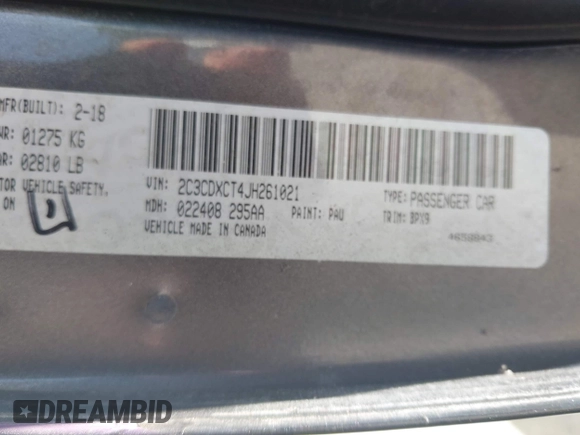 MFR(BUILT): 2-18
WR: 01275 KG
AR: 02810 LB
TOR VEHICLE SAFETY.
ON
VIN: 2C3CDXCT4JH261021
TYPE: PASSENGER CAR
MDH: 022408 295AA
PAINT: PAU
TRIM: BPX9
VEHICLE MADE IN CANADA
DREAMBID